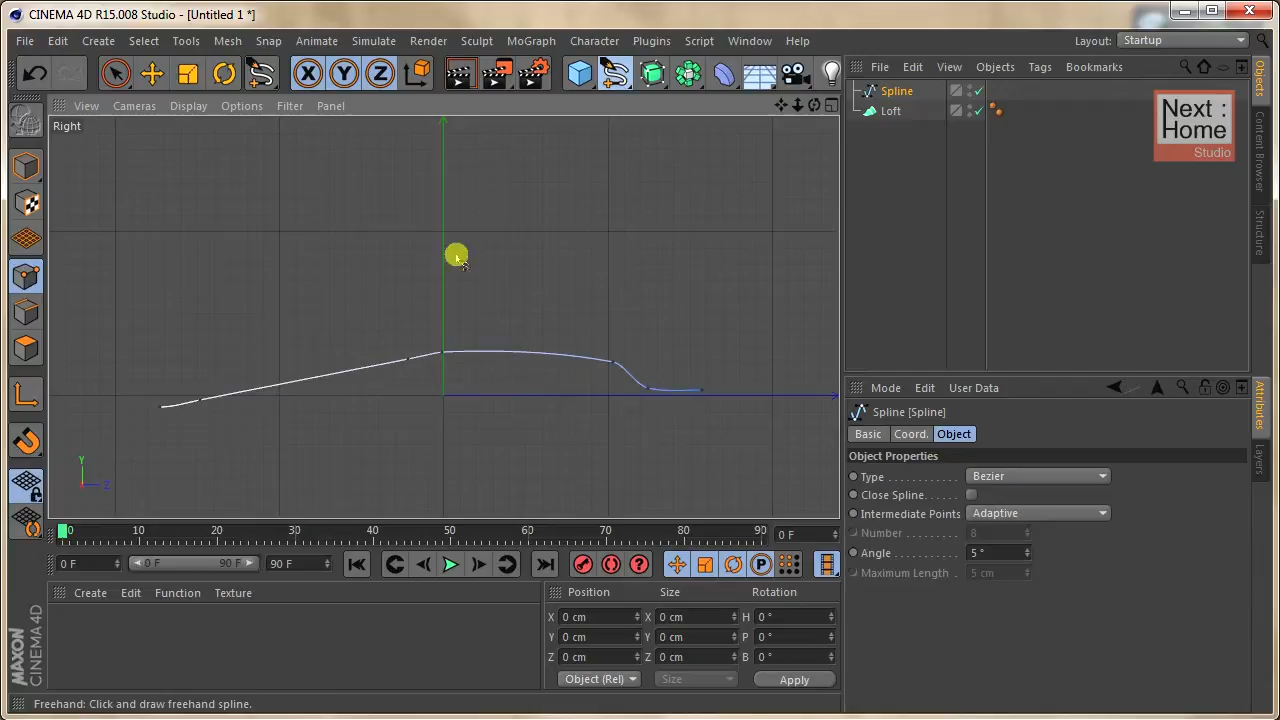 CINEMA 4D R15.008 Studio - [Untitled 1 *]
File Edit Create Select Tools Mesh Snap Animate Simulate Render Sculpt MoGraph Character Plugins Script Window Help Layout: Startup
X Y Z
View Cameras Display Options Filter Panel
Right
Y
Z
0 10 20 30 40 50 60 70 80 90 0 F
0 F 0 F 90 F 90 F P
Create Edit Function Texture
Position Size Rotation
X 0 cm X 0 cm H 0 °
Y 0 cm Y 0 cm P 0 °
Z 0 cm Z 0 cm B 0 °
Object (Rel) Size Apply
MAXON
CINEMA 4D
Freehand: Click and draw freehand spline.
File Edit View Objects Tags Bookmarks
Spline
Loft
Next :
Home
Studio
Objects
Content Browser
Structure
Mode Edit User Data
Spline [Spline]
Basic Coord. Object
Object Properties
Type . . . . . . . . . . . Bezier
Close Spline. . . . . .
Intermediate Points Adaptive
Number . . . . . . . . 8
Angle . . . . . . . . . . 5 °
Maximum Length . 5 cm
Attributes
Layers